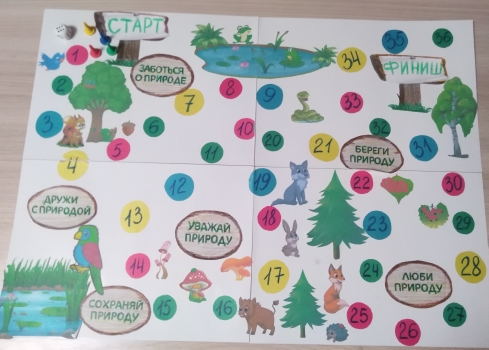 СТАРТ
1
2
3
4
5
6
7
8
9
10
11
12
13
14
15
16
17
18
19
20
21
22
23
24
25
26
27
28
29
30
31
32
33
34
35
36
ФИНИШ
ЗАБОТЬСЯ
О ПРИРОДЕ
БЕРЕГИ
ПРИРОДУ
ДРУЖИ
С ПРИРОДОЙ
УВАЖАЙ
ПРИРОДУ
СОХРАНЯЙ
ПРИРОДУ
ЛЮБИ
ПРИРОДУ